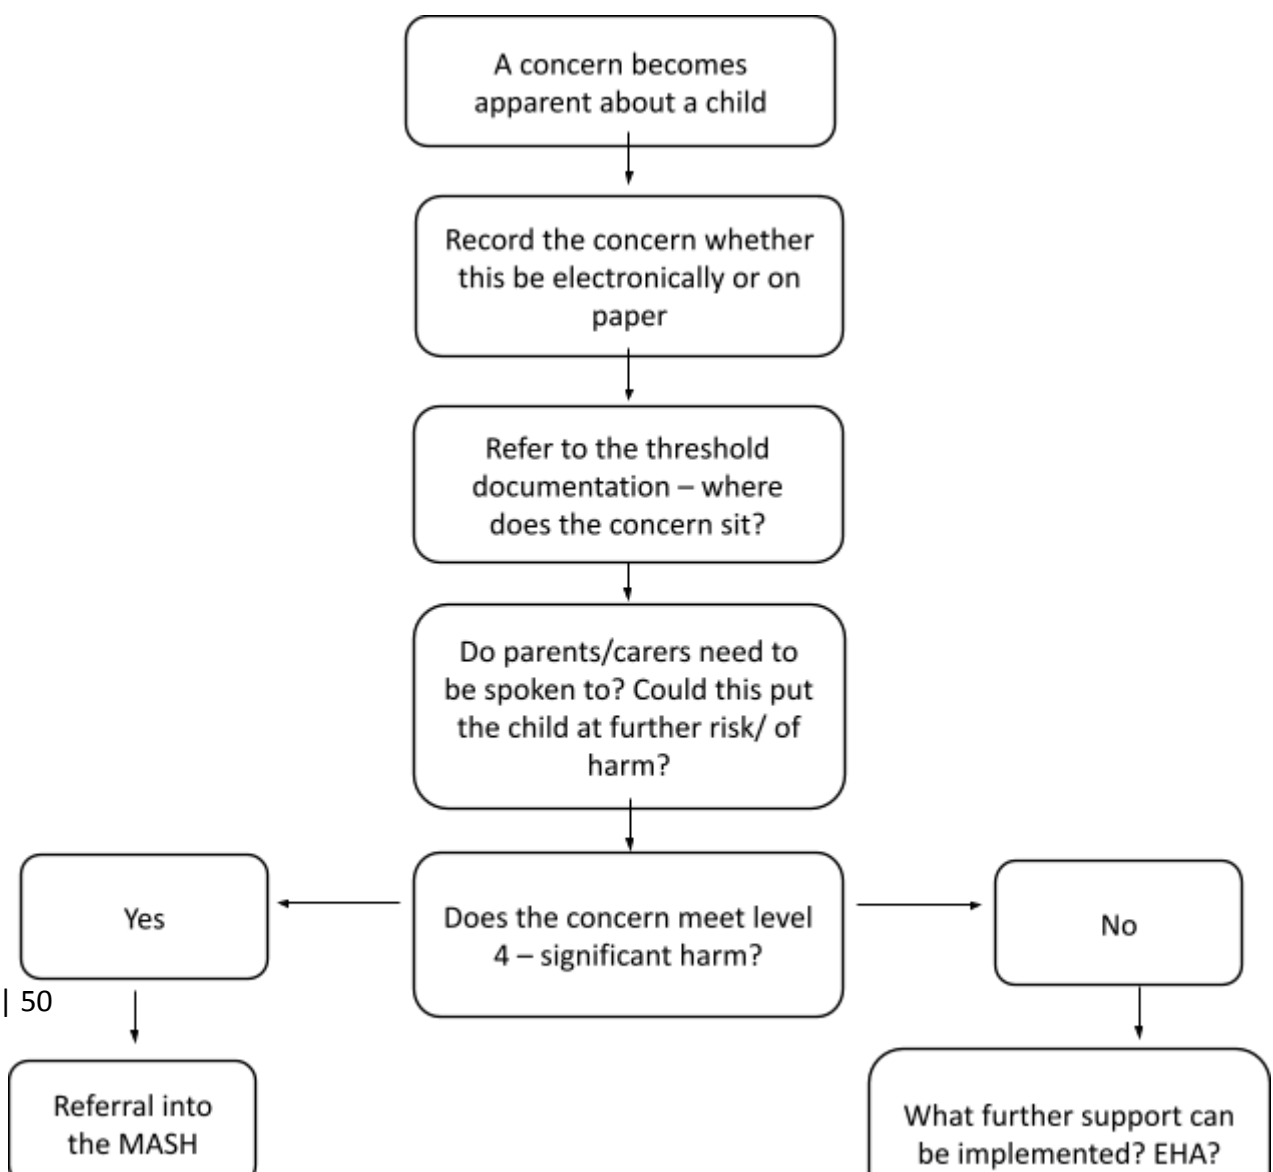 A concern becomes
apparent about a child
Record the concern whether
this be electronically or on
paper
Refer to the threshold
documentation – where
does the concern sit?
Do parents/carers need to
be spoken to? Could this put
the child at further risk/ of
harm?
Does the concern meet level
4 – significant harm?
Yes
No
| 50
Referral into
the MASH
What further support can
be implemented? EHA?